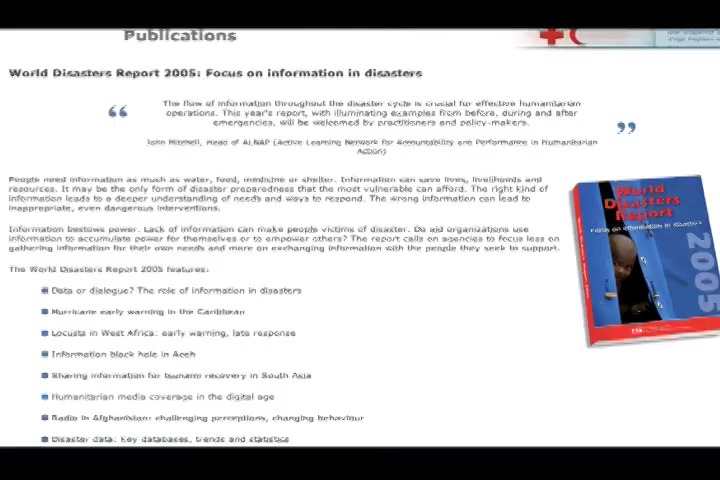 Publications
World Disasters Report 2005: Focus on information in disasters
“ The flow of information throughout the disaster cycle is crucial for effective humanitarian
operations. This year's report, with illuminating examples from before, during and after
emergencies, will be welcomed by practitioners and policy-makers. ”
John Mitchell, Head of ALNAP (Active Learning Network for Accountability and Performance in Humanitarian
Action)
People need information as much as water, food, medicine or shelter. Information can save lives, livelihoods and
resources. It may be the only form of disaster preparedness that the most vulnerable can afford. The right kind of
information leads to a deeper understanding of needs and ways to respond. The wrong information can lead to
inappropriate, even dangerous interventions.
Information bestows power. Lack of information can make people victims of disaster. Do aid organizations use
information to accumulate power for themselves or to empower others? The report calls on agencies to focus less on
gathering information for their own needs and more on exchanging information with the people they seek to support.
The World Disasters Report 2005 features:
Data or dialogue? The role of information in disasters
Hurricane early warning in the Caribbean
Locusts in West Africa: early warning, late response
Information black hole in Aceh
Sharing information for tsunami recovery in South Asia
Humanitarian media coverage in the digital age
Radio in Afghanistan: challenging perceptions, changing behaviour
Disaster data: key databases, trends and statistics
World
Disasters
Report
Focus on information in disasters
2005